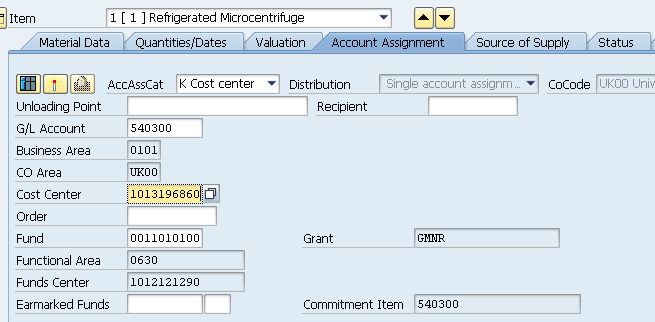 Item 1 [ 1 ] Refrigerated Microcentrifuge
Material Data Quantities/Dates Valuation Account Assignment Source of Supply Status
AccAssCat K Cost center Distribution Single account assignm... CoCode UK00 Univ
Unloading Point Recipient
G/L Account 540300
Business Area 0101
CO Area UK00
Cost Center 1013196860
Order
Fund 0011010100 Grant GMNR
Functional Area 0630
Funds Center 1012121290
Earmarked Funds Commitment Item 540300